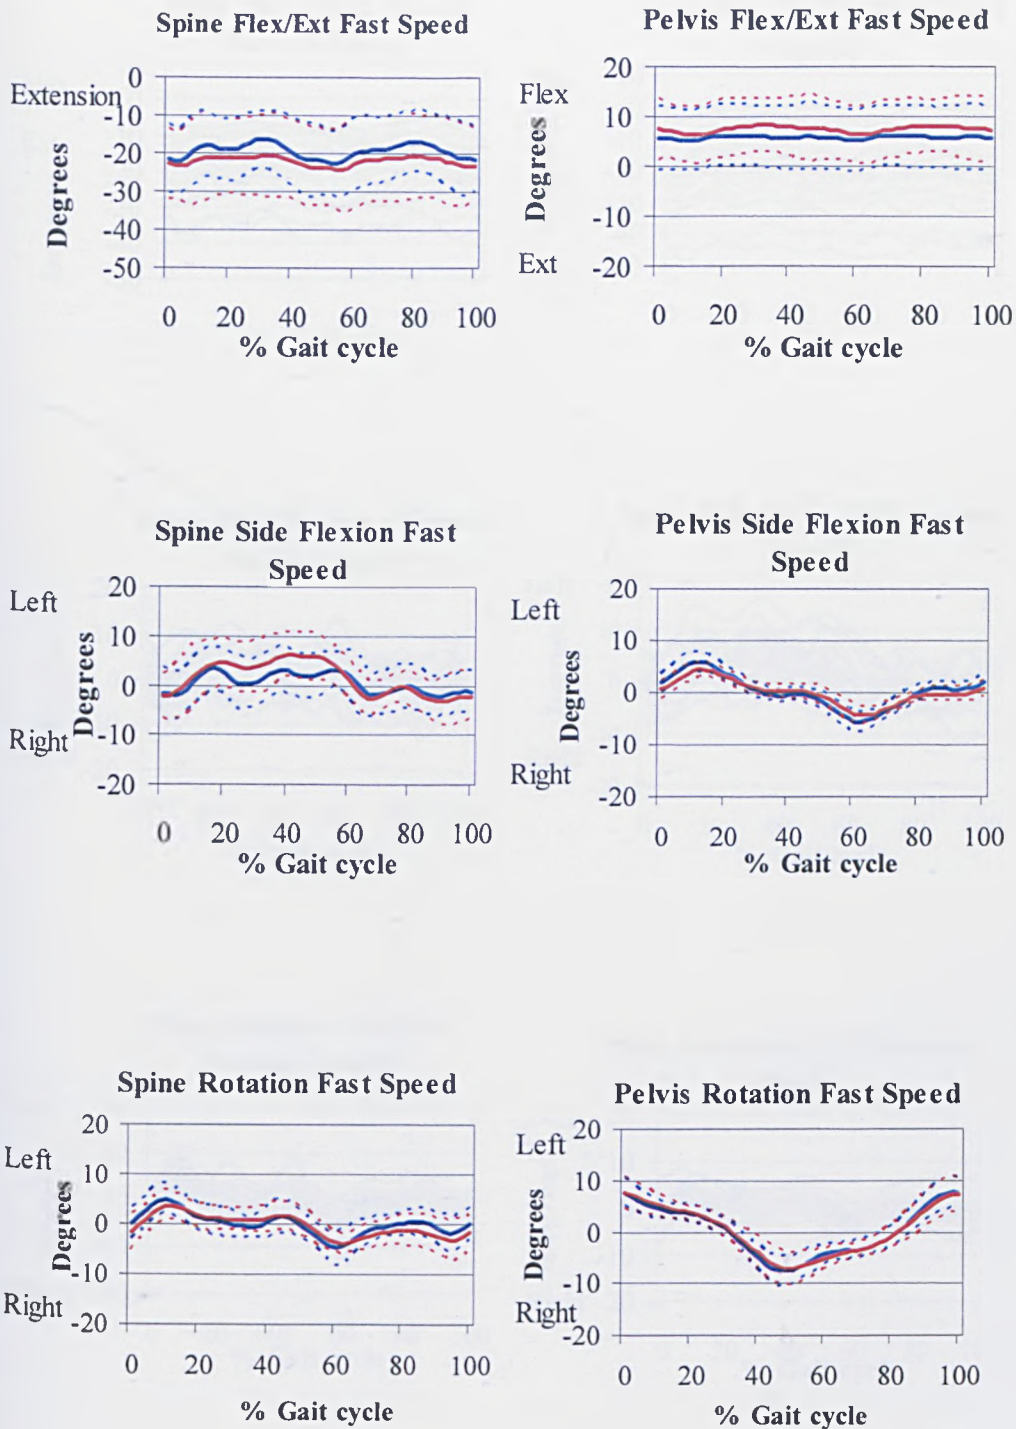 Spine Flex/Ext Fast Speed
0
Extension
-10
-20
-30
-40
-50
Degrees
0 20 40 60 80 100
% Gait cycle
Pelvis Flex/Ext Fast Speed
20
Flex
10
0
-10
Ext
-20
Degrees
0 20 40 60 80 100
% Gait cycle
Spine Side Flexion Fast
Speed
20
Left
10
0
-10
Right
-20
Degrees
0 20 40 60 80 100
% Gait cycle
Pelvis Side Flexion Fast
Speed
20
Left
10
0
-10
Right
-20
Degrees
0 20 40 60 80 100
% Gait cycle
Spine Rotation Fast Speed
20
Left
10
0
-10
Right
-20
Degrees
0 20 40 60 80 100
% Gait cycle
Pelvis Rotation Fast Speed
20
Left
10
0
-10
Right
-20
Degrees
0 20 40 60 80 100
% Gait cycle